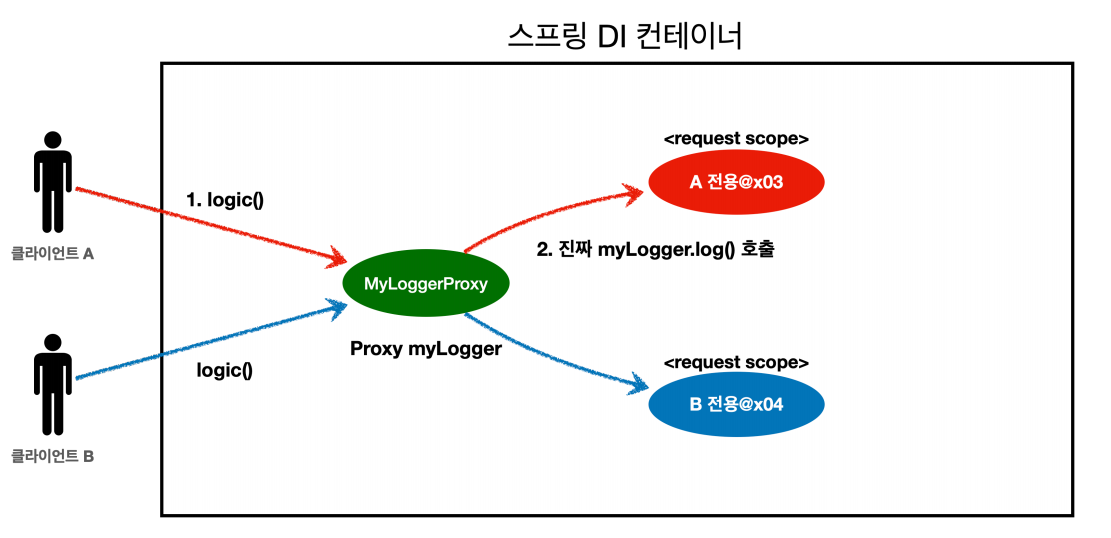 스프링 DI 컨테이너
<request scope>
A 전용@x03
1. logic()
클라이언트 A
2. 진짜 myLogger.log() 호출
MyLoggerProxy
Proxy myLogger
logic()
<request scope>
B 전용@x04
클라이언트 B